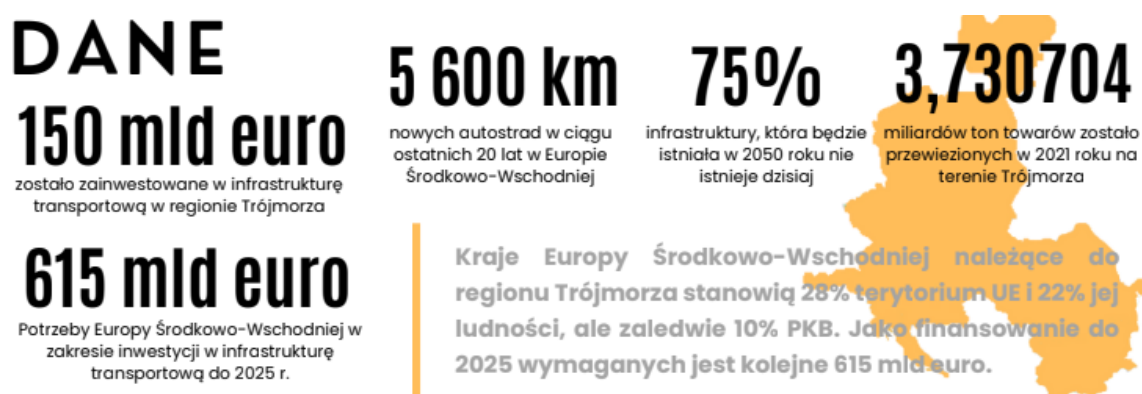 DANE
150 mld euro
zostało zainwestowane w infrastrukturę
transportową w regionie Trójmorza
615 mld euro
Potrzeby Europy Środkowo-Wschodniej w
zakresie inwestycji w infrastrukturę
transportową do 2025 r.
5 600 km
nowych autostrad w ciągu
ostatnich 20 lat w Europie
Środkowo-Wschodniej
75%
infrastruktury, która będzie
istniała w 2050 roku nie
istnieje dzisiaj
3,730704
miliardów ton towarów zostało
przewiezionych w 2021 roku na
terenie Trójmorza
Kraje Europy Środkowo-Wschodniej należące do
regionu Trójmorza stanowią 28% terytorium UE i 22% jej
ludności, ale zaledwie 10% PKB. Jako finansowanie do
2025 wymaganych jest kolejne 615 mld euro.